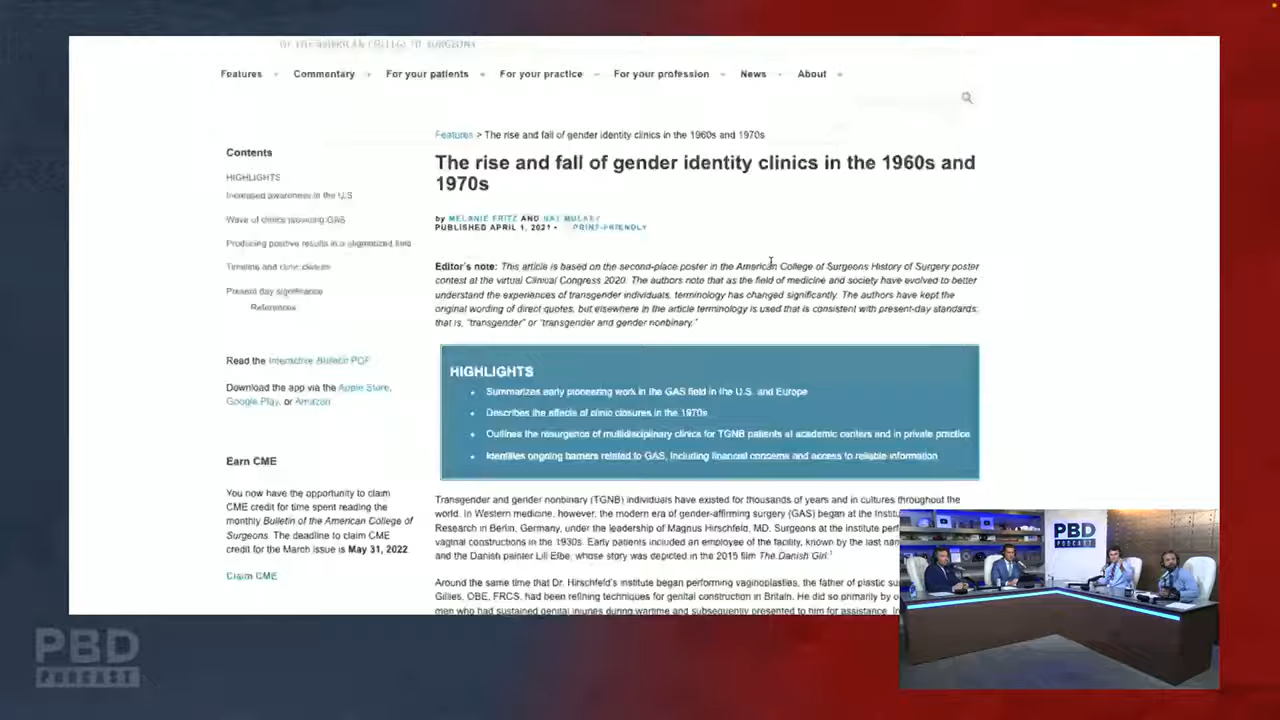 OF THE AMERICAN COLLEGE OF SURGEONS
Features
Commentary
For your patients
For your practice
For your profession
News
About
Features > The rise and fall of gender identity clinics in the 1960s and 1970s
Contents
HIGHLIGHTS
Increased awareness in the U.S
Wave of clinics providing GAS
Producing positive results in a stigmatized field
Timeline and clinic closure
Present day significance
References
Read the Interactive Bulletin PDF
Download the app via the Apple Store,
Google Play, or Amazon
Earn CME
You now have the opportunity to claim
CME credit for time spent reading the
monthly Bulletin of the American College of
Surgeons. The deadline to claim CME
credit for the March issue is May 31, 2022
Claim CME
The rise and fall of gender identity clinics in the 1960s and
1970s
by MELANIE FRITZ AND NAT MULKEY
PUBLISHED APRIL 1, 2021 • PRINT-FRIENDLY
Editor's note: This article is based on the second-place poster in the American College of Surgeons History of Surgery poster
contest at the virtual Clinical Congress 2020. The authors note that as the field of medicine and society have evolved to better
understand the experiences of transgender individuals, terminology has changed significantly. The authors have kept the
original wording of direct quotes, but elsewhere in the article terminology is used that is consistent with present-day standards;
that is, "transgender" or "transgender and gender nonbinary."
HIGHLIGHTS
• Summarizes early pioneering work in the GAS field in the U.S. and Europe
• Describes the effects of clinic closures in the 1970s
• Outlines the resurgence of multidisciplinary clinics for TGNB patients at academic centers and in private practice
• Identifies ongoing barriers related to GAS, including financial concerns and access to reliable information
Transgender and gender nonbinary (TGNB) individuals have existed for thousands of years and in cultures throughout the
world. In Western medicine, however, the modern era of gender-affirming surgery (GAS) began at the Institu
Research in Berlin, Germany, under the leadership of Magnus Hirschfeld, MD. Surgeons at the institute perf
vaginal constructions in the 1930s. Early patients included an employee of the facility, known by the last nam
and the Danish painter Lili Elbe, whose story was depicted in the 2015 film The Danish Girl.1
Around the same time that Dr. Hirschfeld's institute began performing vaginoplasties, the father of plastic su
Gillies, OBE, FRCS, had been refining techniques for genital construction in Britain. He did so primarily by o
men who had sustained genital injuries during wartime and subsequently presented to him for assistance. In
PBD
PODCAST
PBD
PODCAST